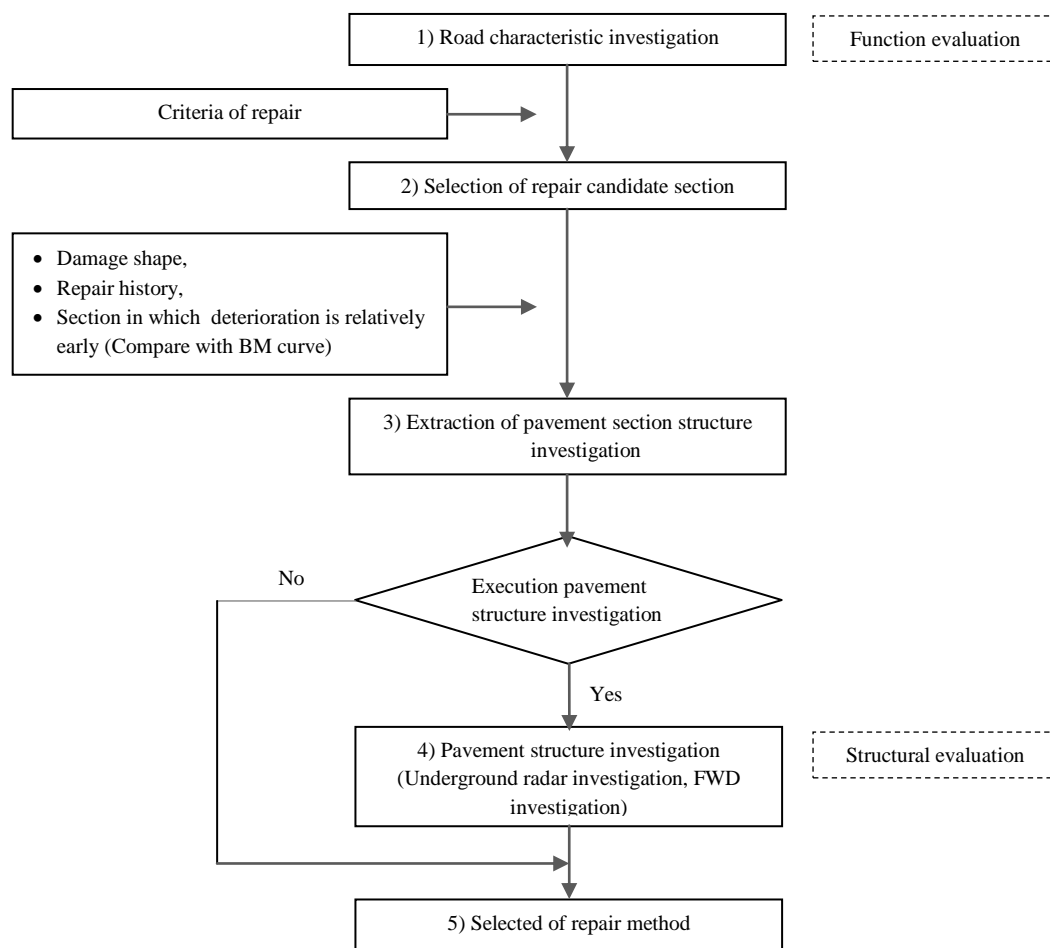 1) Road characteristic investigation
Function evaluation
Criteria of repair
2) Selection of repair candidate section
• Damage shape,
• Repair history,
• Section in which deterioration is relatively
early (Compare with BM curve)
3) Extraction of pavement section structure
investigation
No
Execution pavement
structure investigation
Yes
4) Pavement structure investigation
(Underground radar investigation, FWD
investigation)
Structural evaluation
5) Selected of repair method